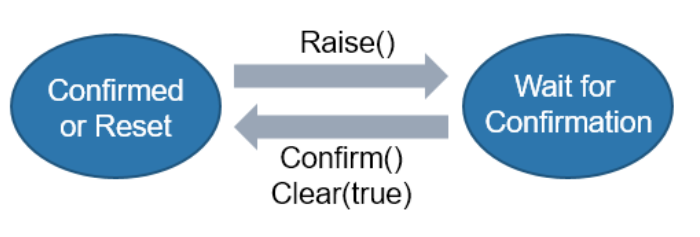 Raise()
Confirmed
or Reset
Wait for
Confirmation
Confirm()
Clear(true)